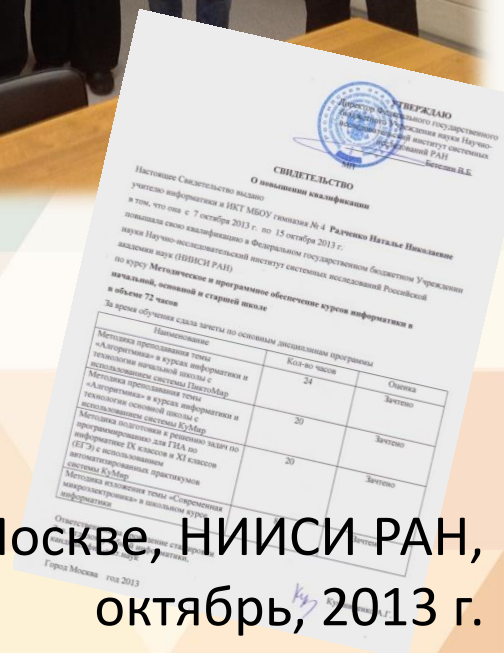 УТВЕРЖДАЮ
Директор Федерального государственного
бюджетного учреждения науки Научно-
исследовательский институт системных
исследований РАН
Бетелин В.Б.
МП
СВИДЕТЕЛЬСТВО
О повышении квалификации
Настоящее Свидетельство выдано
учителю информатики и ИКТ МБОУ гимназия № 4 Радченко Наталье Николаевне
в том, что она с 7 октября 2013 г. по 15 октября 2013 г.
повышала свою квалификацию в Федеральном государственном бюджетном Учреждении
науки Научно-исследовательский институт системных исследований Российской
академии наук (НИИСИ РАН)
по курсу Методическое и программное обеспечение курсов информатики в
начальной, основной и старшей школе
в объеме 72 часов
За время обучения сдала зачеты по основным дисциплинам программы
Наименование Кол-во часов Оценка
Методика преподавания темы
«Алгоритмика» в курсах информатики и
технологии начальной школы с
использованием системы ПиктоМир 24 Зачтено
Методика преподавания темы
«Алгоритмика» в курсах информатики и
технологии основной школы с
использованием системы КуМир 20 Зачтено
Методика подготовки к решению задач по
программированию для ГИА по
информатике IX классов и XI классов
(ЕГЭ) с использованием
автоматизированных практикумов
системы КуМир 20 Зачтено
Методика изложения темы «Современная
микроэлектроника» в школьном курсе
информатики Зачтено
Город Москва год 2013
Москве, НИИСИ РАН,
октябрь, 2013 г.